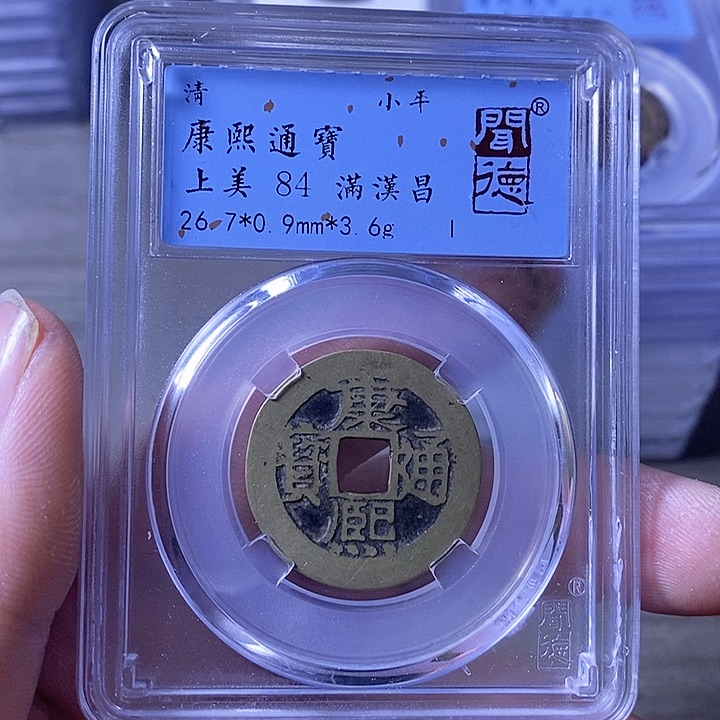 清 小平
康熙通寶
上美 84 滿漢昌
26.7*0.9mm*3.6g
聞德®
康熙通寶
聞德®